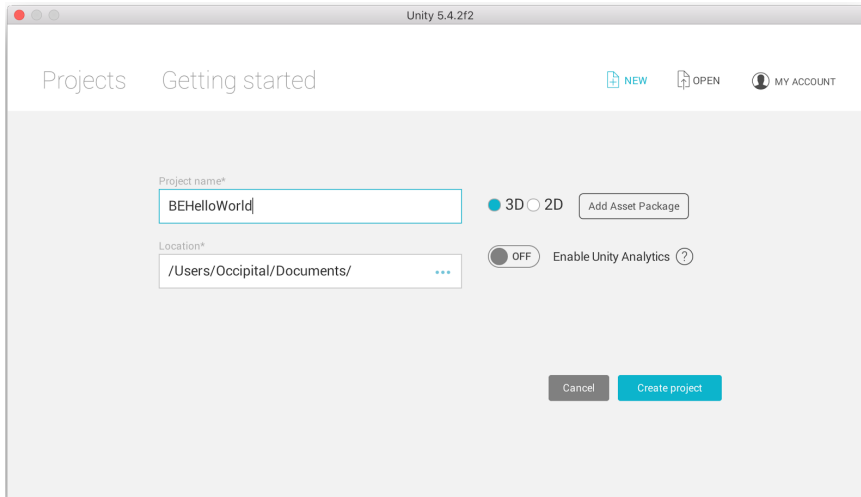 Unity 5.4.2f2
Projects Getting started NEW OPEN MY ACCOUNT
Project name*
BEHelloWorld
3D 2D Add Asset Package
Location*
/Users/Occipital/Documents/ •••
OFF Enable Unity Analytics ?
Cancel Create project